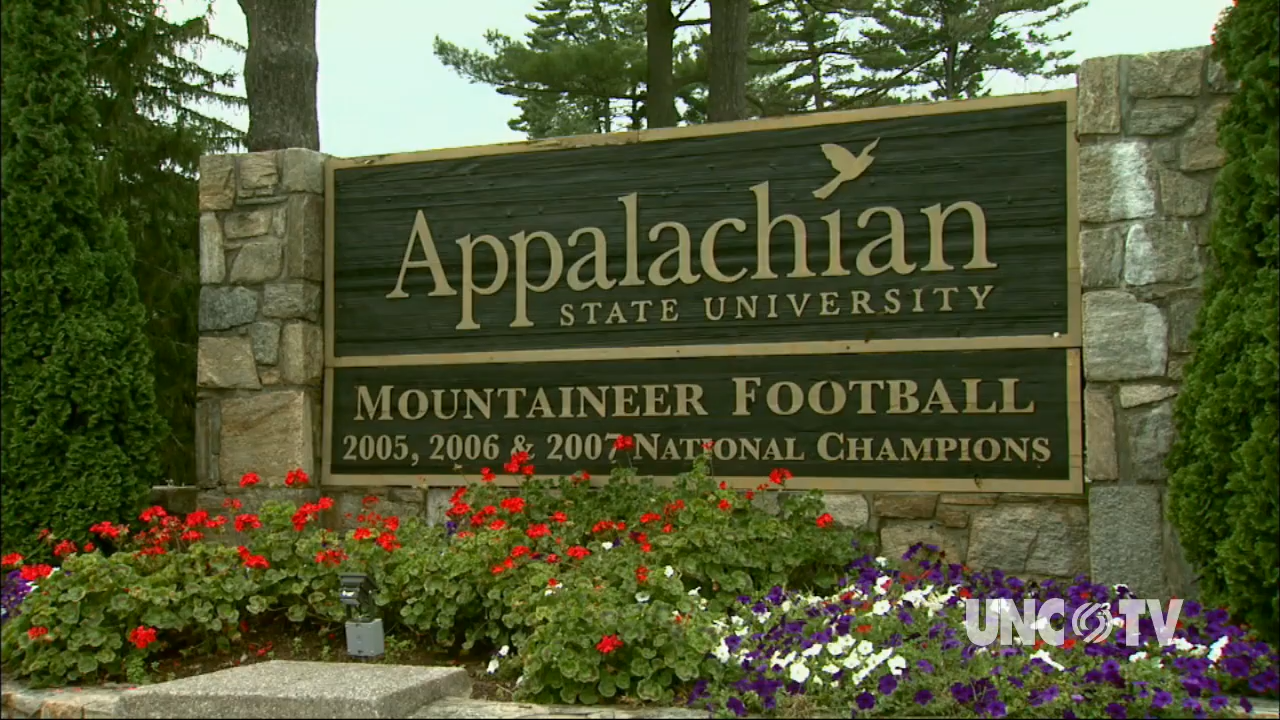 Appalachian
STATE UNIVERSITY
MOUNTAINEER FOOTBALL
2005, 2006 & 2007 NATIONAL CHAMPIONS
UNC TV